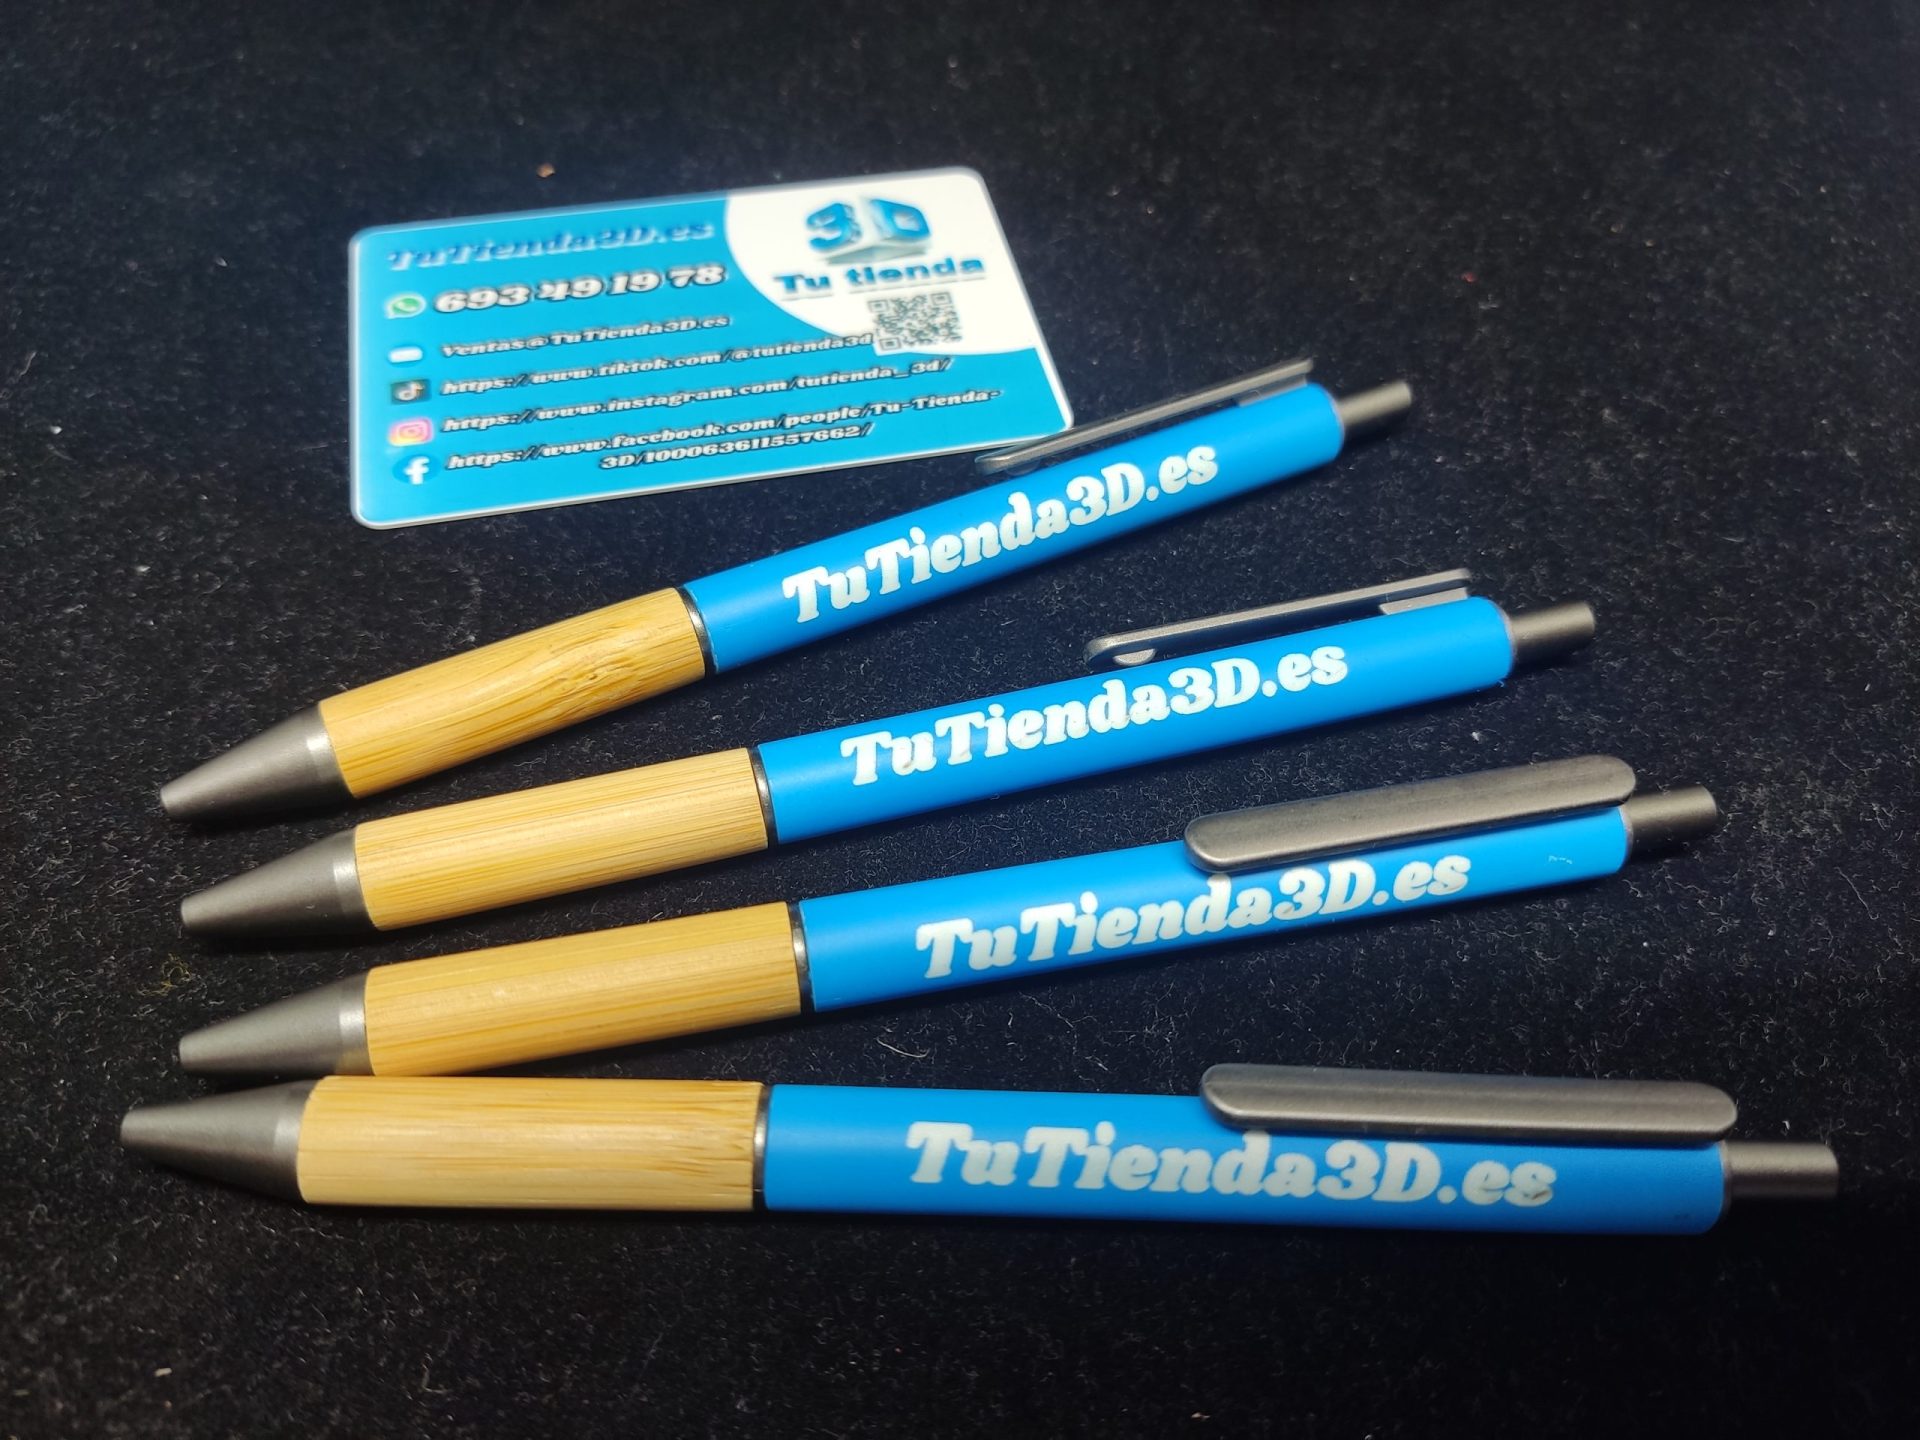 TuTienda3D.es
693 49 19 78
Ventas@TuTienda3D.es
https://www.tiktok.com/@tutienda3d
https://www.instagram.com/tutienda_3d/
https://www.facebook.com/people/Tu-Tienda-
3D/100063611557662/
3D
Tu tienda
TuTienda3D.es
TuTienda3D.es
TuTienda3D.es
TuTienda3D.es